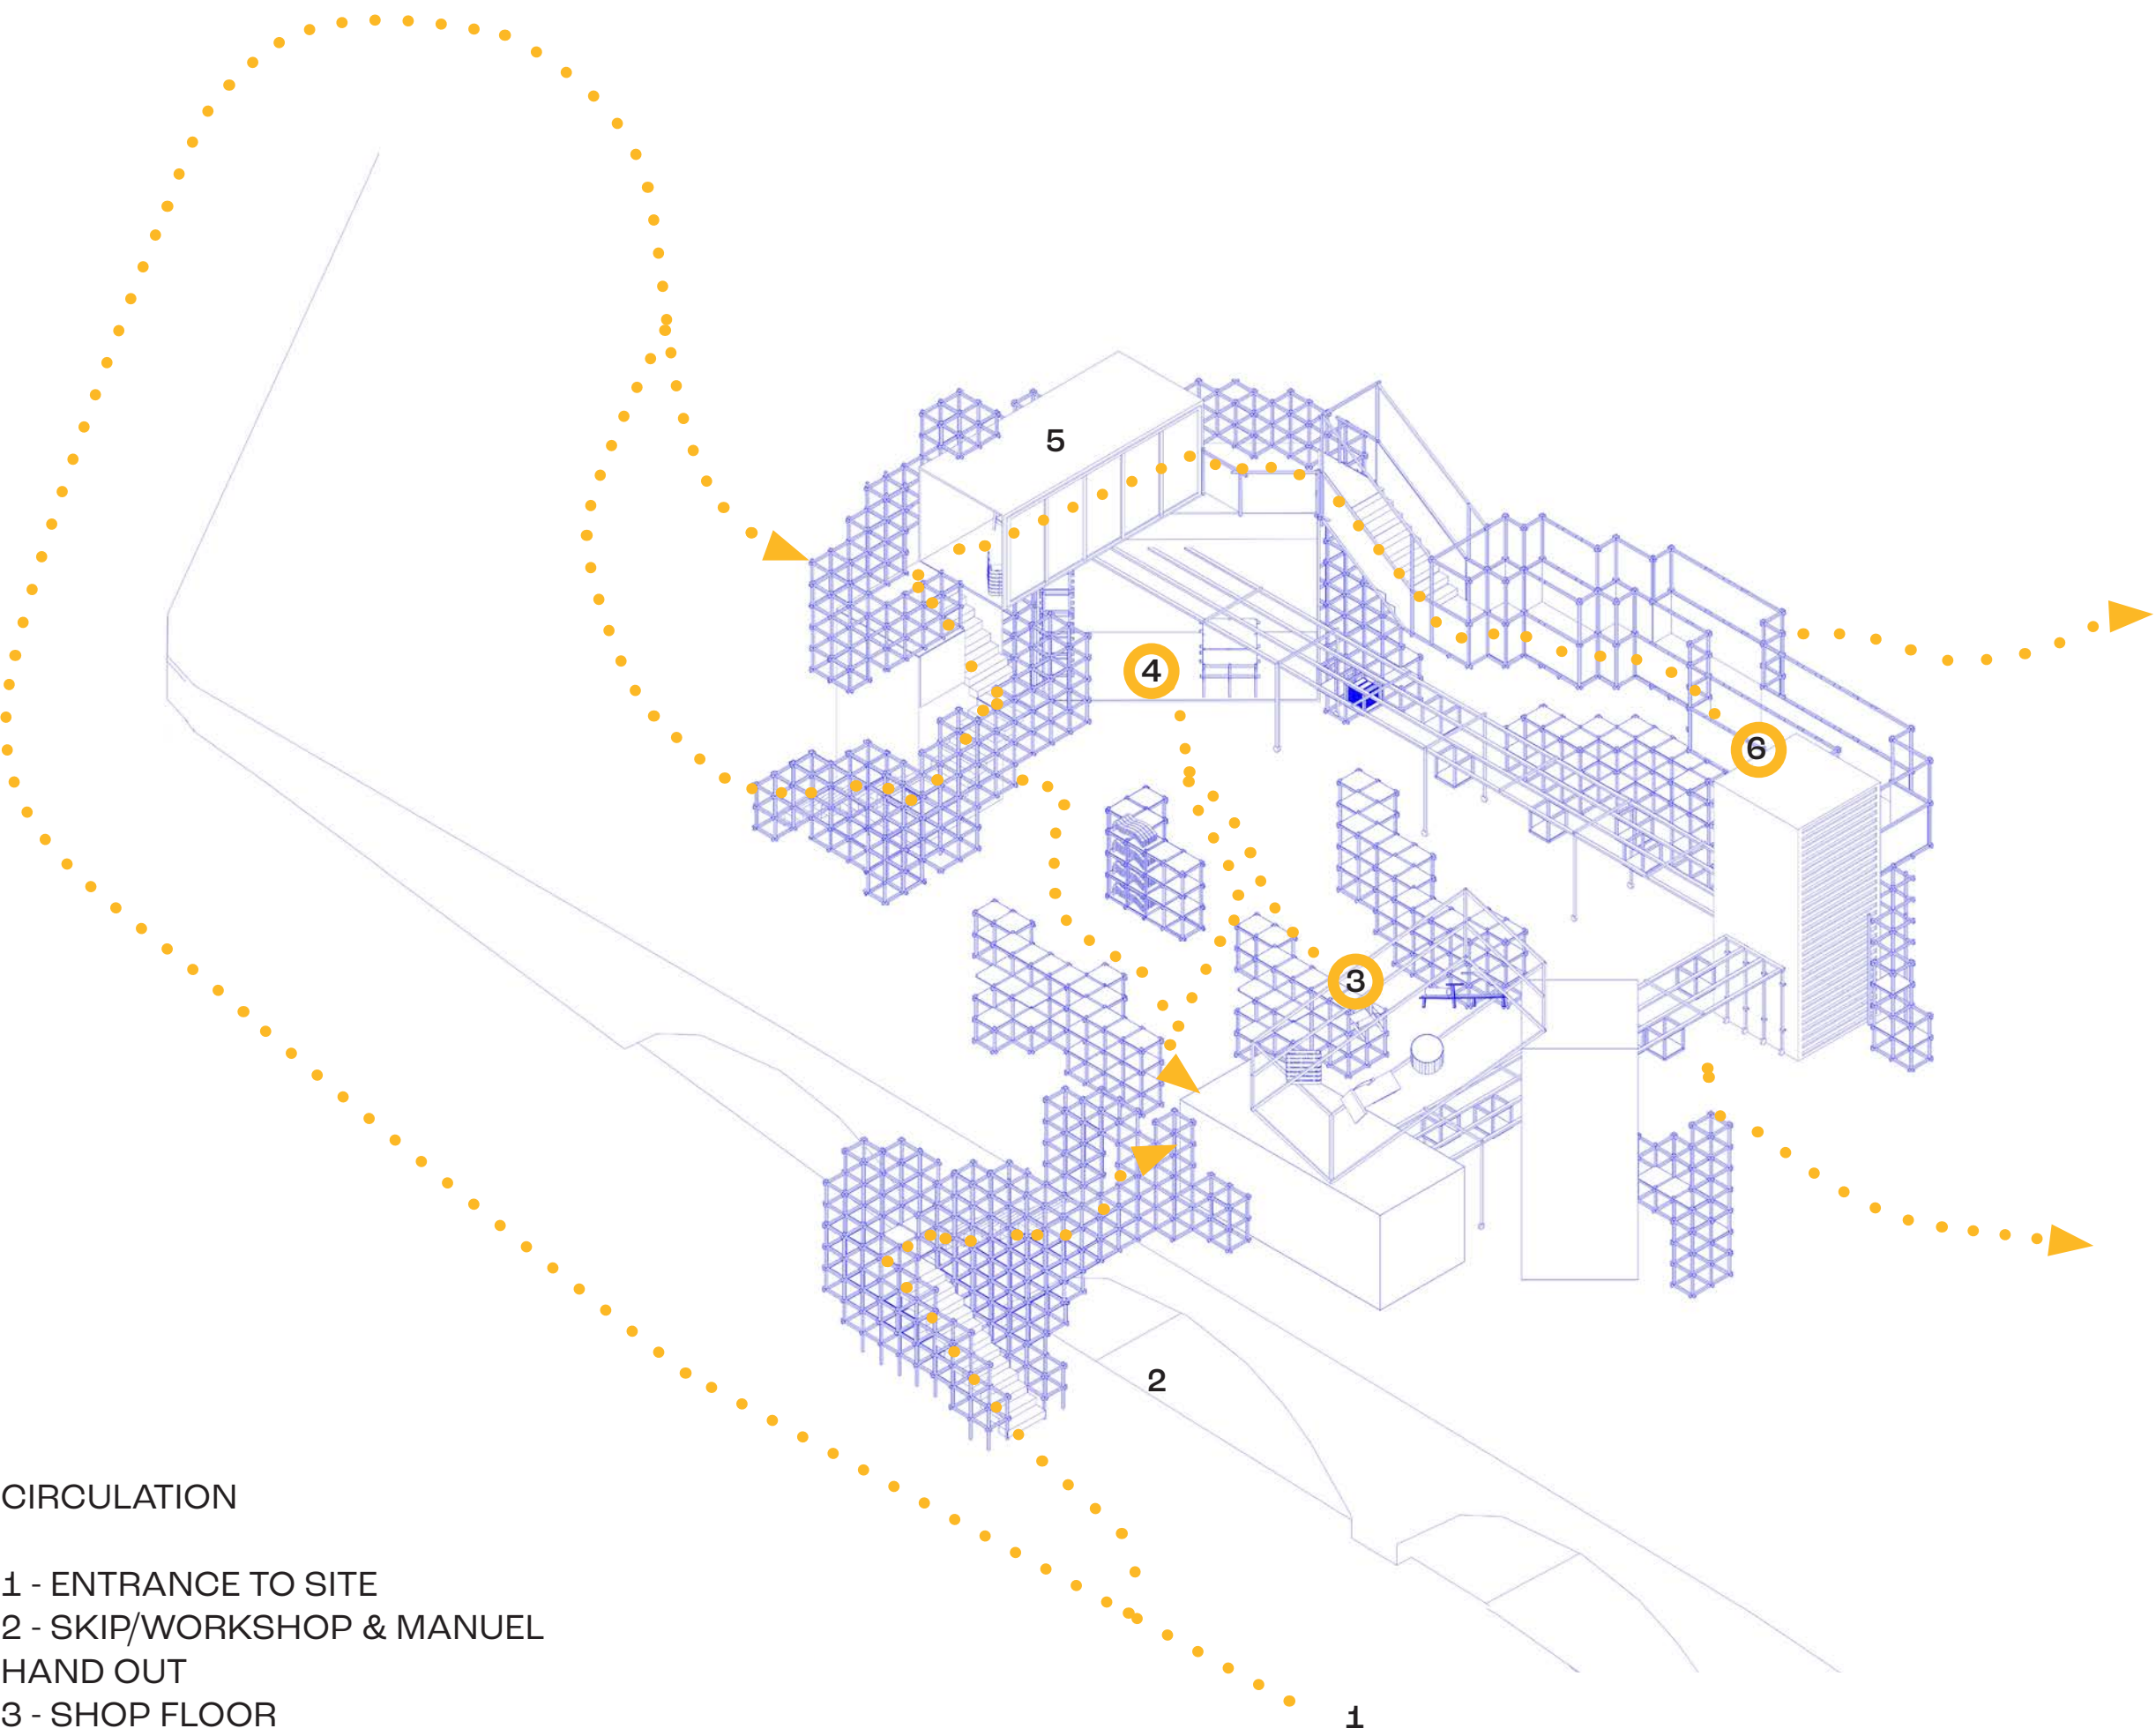 5
4
6
3
2
CIRCULATION
1 - ENTRANCE TO SITE
2 - SKIP/WORKSHOP & MANUEL
HAND OUT
3 - SHOP FLOOR
1